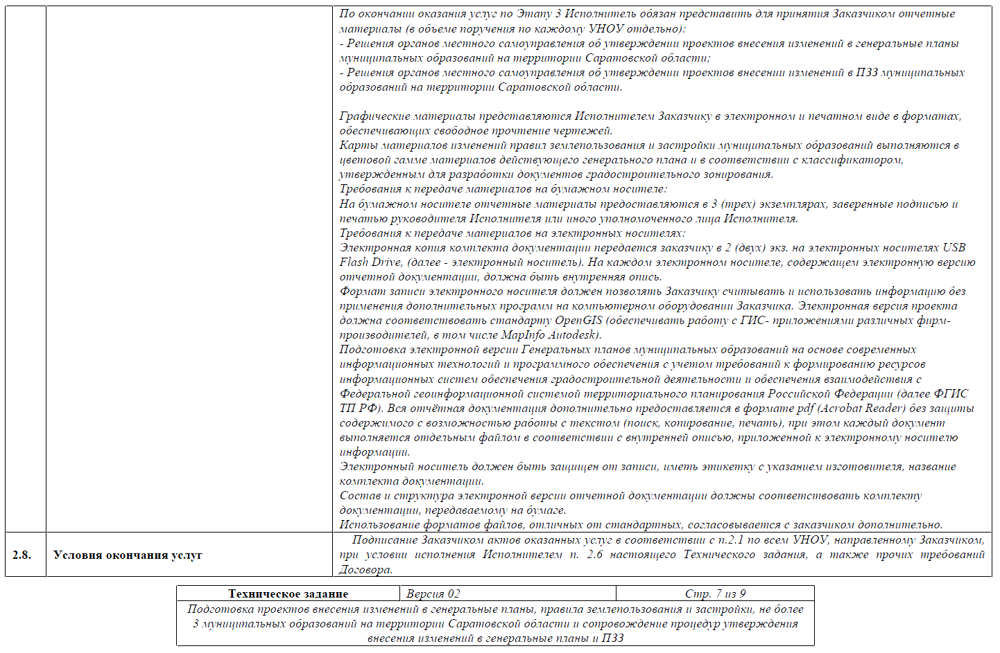 По окончании оказания услуг по Этапу 3 Исполнитель обязан представить для принятия Заказчиком отчетные
материалы (в объеме поручения по каждому УНОУ отдельно):
- Решения органов местного самоуправления об утверждении проектов внесения изменений в генеральные планы
муниципальных образований на территории Саратовской области;
- Решения органов местного самоуправления об утверждении проектов внесении изменений в ПЗЗ муниципальных
образований на территории Саратовской области.
Графические материалы представляются Исполнителем Заказчику в электронном и печатном виде в форматах,
обеспечивающих свободное прочтение чертежей.
Карты материалов изменений правил землепользования и застройки муниципальных образований выполняются в
цветовой гамме материалов действующего генерального плана и в соответствии с классификатором,
утвержденным для разработки документов градостроительного зонирования.
Требования к передаче материалов на бумажном носителе:
На бумажном носителе отчетные материалы предоставляются в 3 (трех) экземплярах, заверенные подписью и
печатью руководителя Исполнителя или иного уполномоченного лица Исполнителя.
Требования к передаче материалов на электронных носителях:
Электронная копия комплекта документации передается заказчику в 2 (двух) экз. на электронных носителях USB
Flash Drive, (далее - электронный носитель). На каждом электронном носителе, содержащем электронную версию
отчетной документации, должна быть внутренняя опись.
Формат записи электронного носителя должен позволять Заказчику считывать и использовать информацию без
применения дополнительных программ на компьютерном оборудовании Заказчика. Электронная версия проекта
должна соответствовать стандарту OpenGIS (обеспечивать работу с ГИС- приложениями различных фирм-
производителей, в том числе MapInfo Autodesk).
Подготовка электронной версии Генеральных планов муниципальных образований на основе современных
информационных технологий и программного обеспечения с учетом требований к формированию ресурсов
информационных систем обеспечения градостроительной деятельности и обеспечения взаимодействия с
Федеральной геоинформационной системой территориального планирования Российской Федерации (далее ФГИС
ТП РФ). Вся отчётная документация дополнительно предоставляется в формате pdf (Acrobat Reader) без защиты
содержимого с возможностью работы с текстом (поиск, копирование, печать), при этом каждый документ
выполняется отдельным файлом в соответствии с внутренней описью, приложенной к электронному носителю
информации.
Электронный носитель должен быть защищен от записи, иметь этикетку с указанием изготовителя, название
комплекта документации.
Состав и структура электронной версии отчетной документации должны соответствовать комплекту
документации, передаваемому на бумаге.
Использование форматов файлов, отличных от стандартных, согласовывается с заказчиком дополнительно.
2.8. Условия окончания услуг
Подписание Заказчиком актов оказанных услуг в соответствии с п.2.1 по всем УНОУ, направленному Заказчиком,
при условии исполнения Исполнителем п. 2.6 настоящего Технического задания, а также прочих требований
Договора.
Техническое задание Версия 02 Стр. 7 из 9
Подготовка проектов внесения изменений в генеральные планы, правила землепользования и застройки, не более
3 муниципальных образований на территории Саратовской области и сопровождение процедур утверждения
внесения изменений в генеральные планы и ПЗЗ